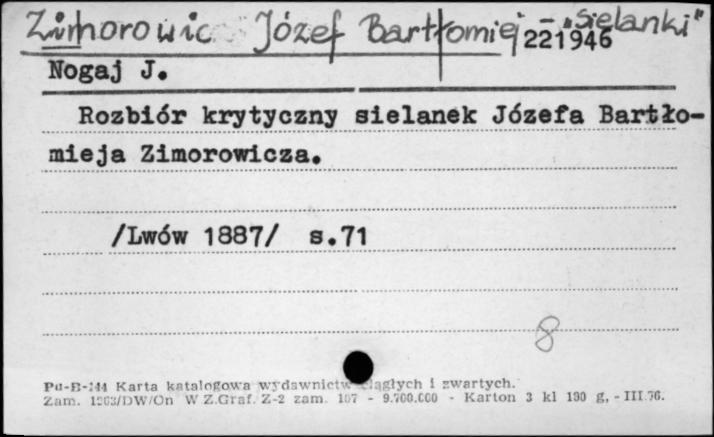 Zimorowic Józef Bartłomiej - "Sielanki"
221946
Nogaj J.
Rozbiór krytyczny sielanek Józefa Bartło-
mieja Zimorowicza.
/Lwów 1887/ s.71
8
Pu-B-144 Karta katalogowa wydawnictw ciągłych i zwartych.
Zam. /DW/On W Z.Graf. Z-2 zam. 107 - 9.700.000 - Karton 3 kl 190 g, - III.76.